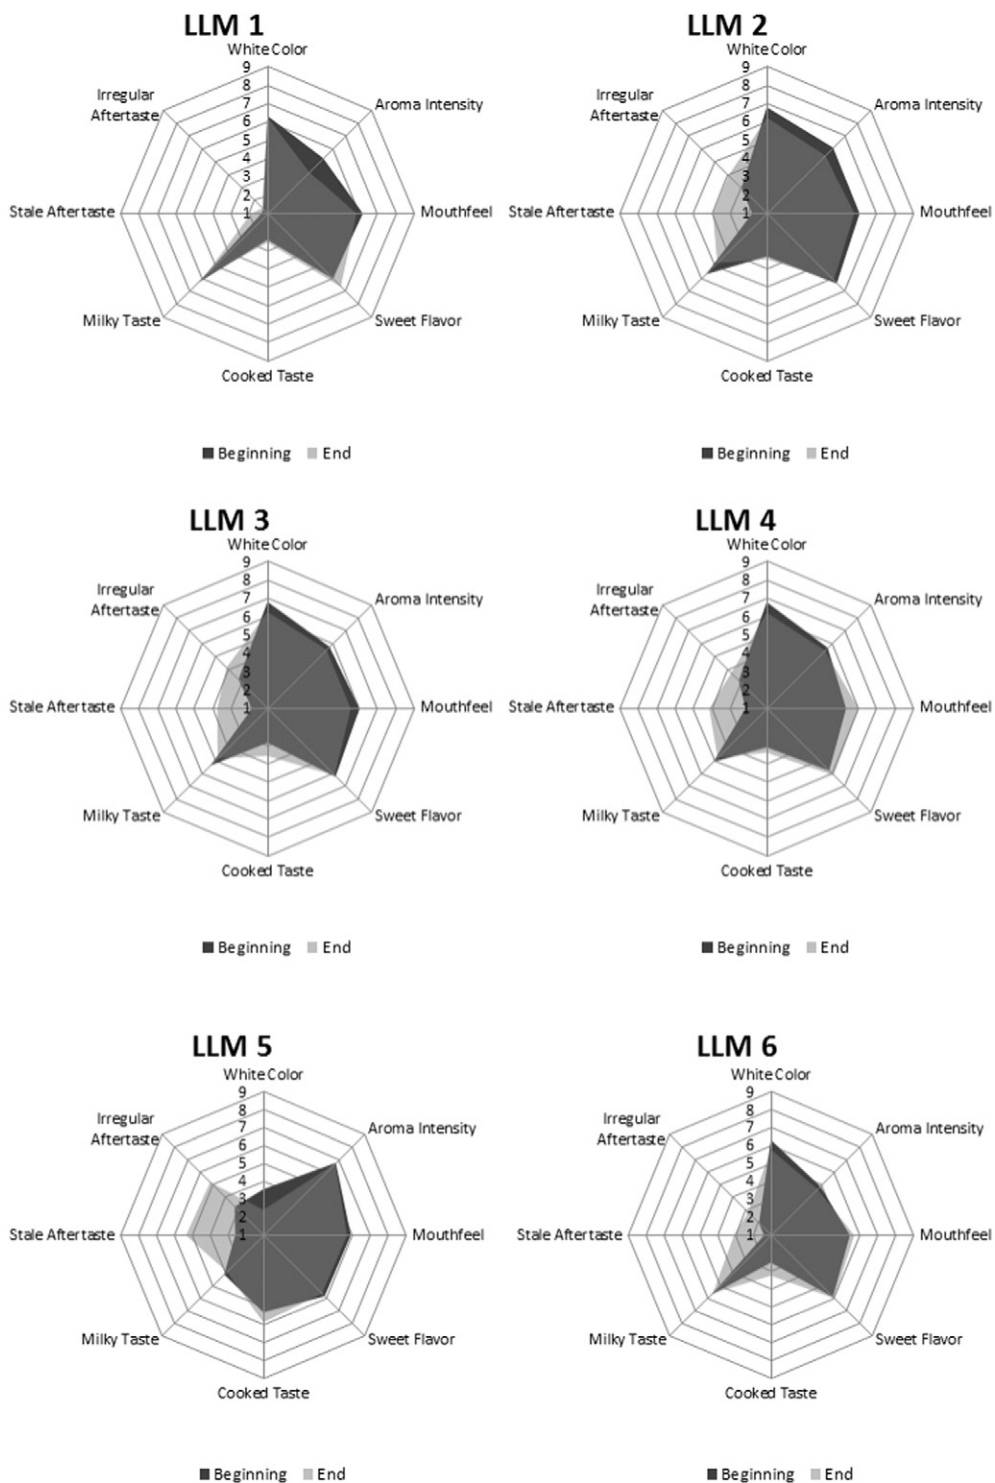 LLM 1
White Color
9
8
7
6
5
4
3
2
1
Aroma Intensity
Mouthfeel
Sweet Flavor
Cooked Taste
Milky Taste
Stale Aftertaste
Irregular
Aftertaste
Beginning End
LLM 2
White Color
9
8
7
6
5
4
3
2
1
Aroma Intensity
Mouthfeel
Sweet Flavor
Cooked Taste
Milky Taste
Stale Aftertaste
Irregular
Aftertaste
Beginning End
LLM 3
White Color
9
8
7
6
5
4
3
2
1
Aroma Intensity
Mouthfeel
Sweet Flavor
Cooked Taste
Milky Taste
Stale Aftertaste
Irregular
Aftertaste
Beginning End
LLM 4
White Color
9
8
7
6
5
4
3
2
1
Aroma Intensity
Mouthfeel
Sweet Flavor
Cooked Taste
Milky Taste
Stale Aftertaste
Irregular
Aftertaste
Beginning End
LLM 5
White Color
9
8
7
6
5
4
3
2
1
Aroma Intensity
Mouthfeel
Sweet Flavor
Cooked Taste
Milky Taste
Stale Aftertaste
Irregular
Aftertaste
Beginning End
LLM 6
White Color
9
8
7
6
5
4
3
2
1
Aroma Intensity
Mouthfeel
Sweet Flavor
Cooked Taste
Milky Taste
Stale Aftertaste
Irregular
Aftertaste
Beginning End